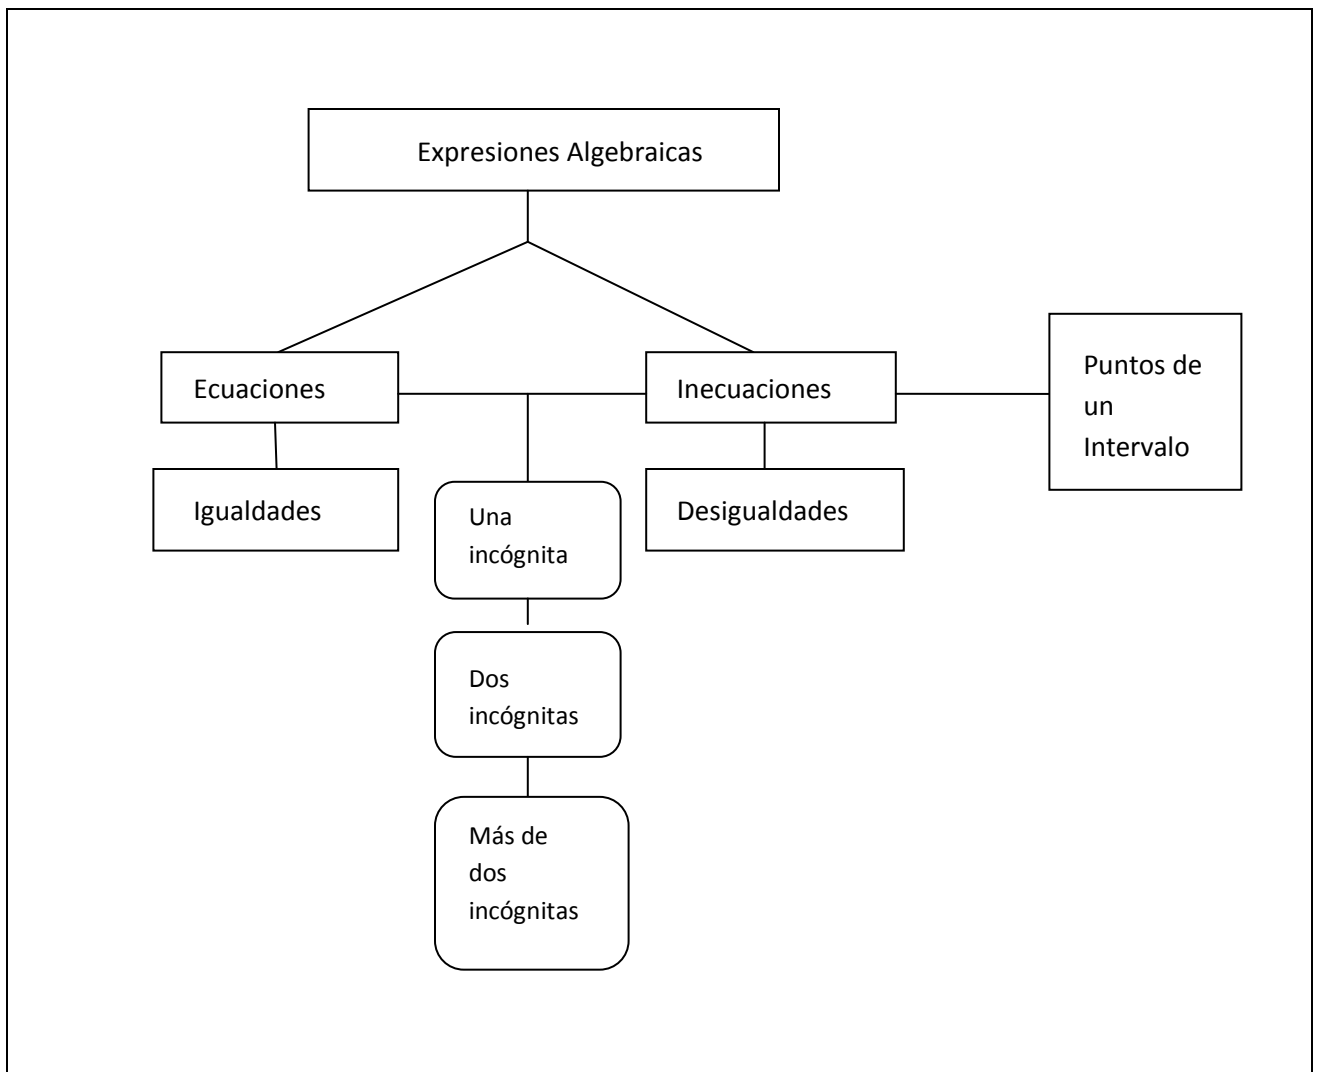 Expresiones Algebraicas
Ecuaciones
Inecuaciones
Puntos de
un
Intervalo
Igualdades
Una
incógnita
Desigualdades
Dos
incógnitas
Más de
dos
incógnitas